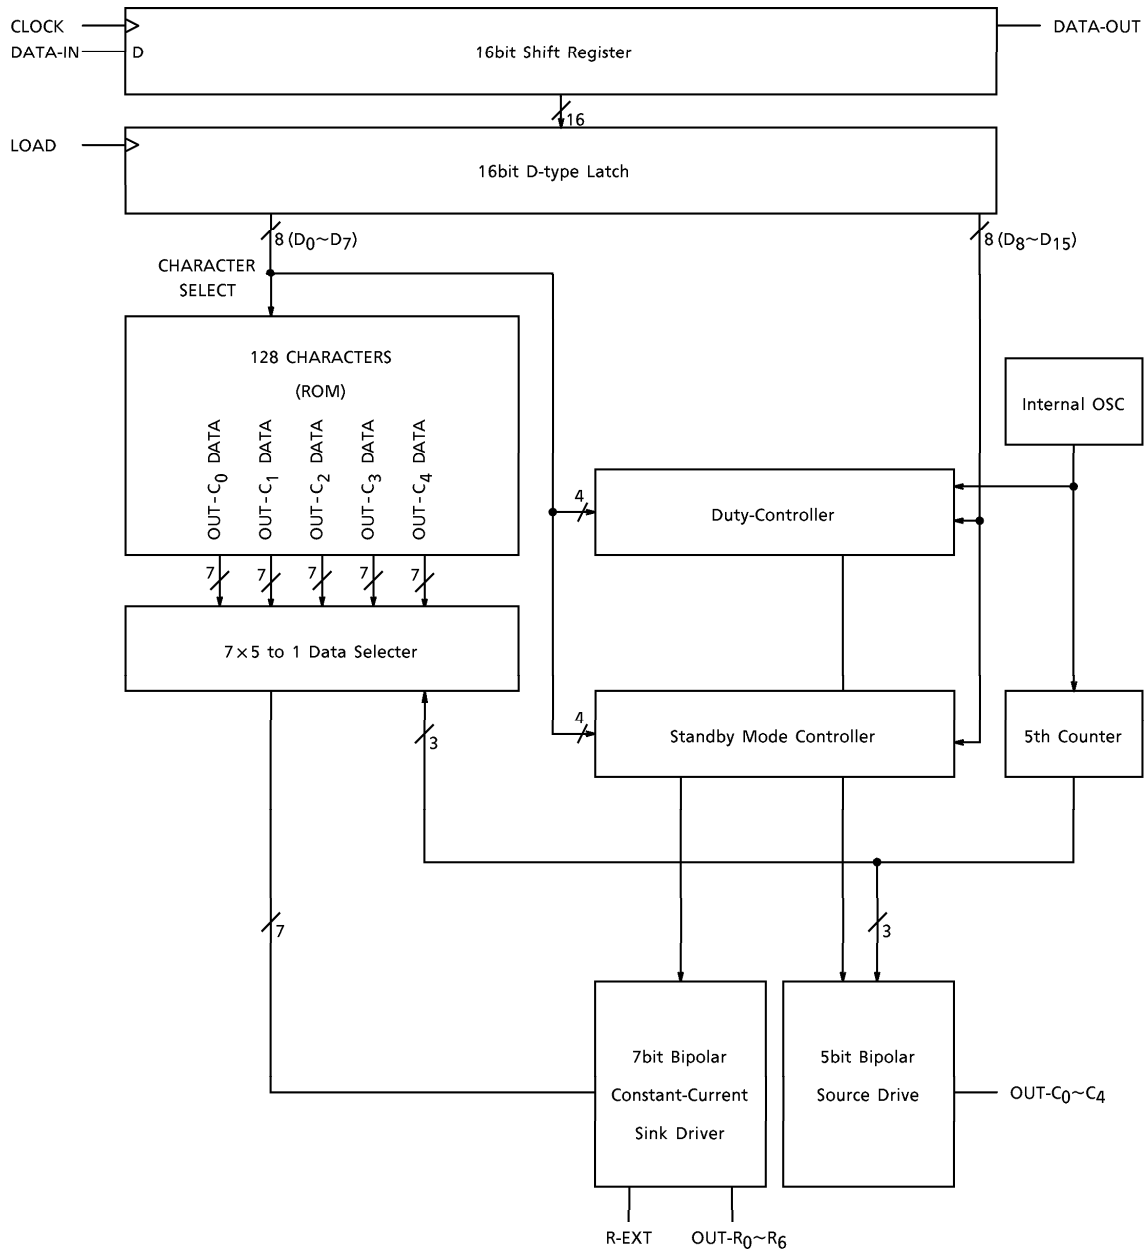 CLOCK
DATA-IN
D
16bit Shift Register
DATA-OUT
16
LOAD
16bit D-type Latch
8 (D0~D7)
8 (D8~D15)
CHARACTER
SELECT
128 CHARACTERS
(ROM)
OUT-C0 DATA
OUT-C1 DATA
OUT-C2 DATA
OUT-C3 DATA
OUT-C4 DATA
Internal OSC
4
Duty-Controller
7
7
7
7
7
7×5 to 1 Data Selecter
3
4
Standby Mode Controller
5th Counter
7
3
7bit Bipolar
Constant-Current
Sink Driver
5bit Bipolar
Source Drive
OUT-C0~C4
R-EXT
OUT-R0~R6